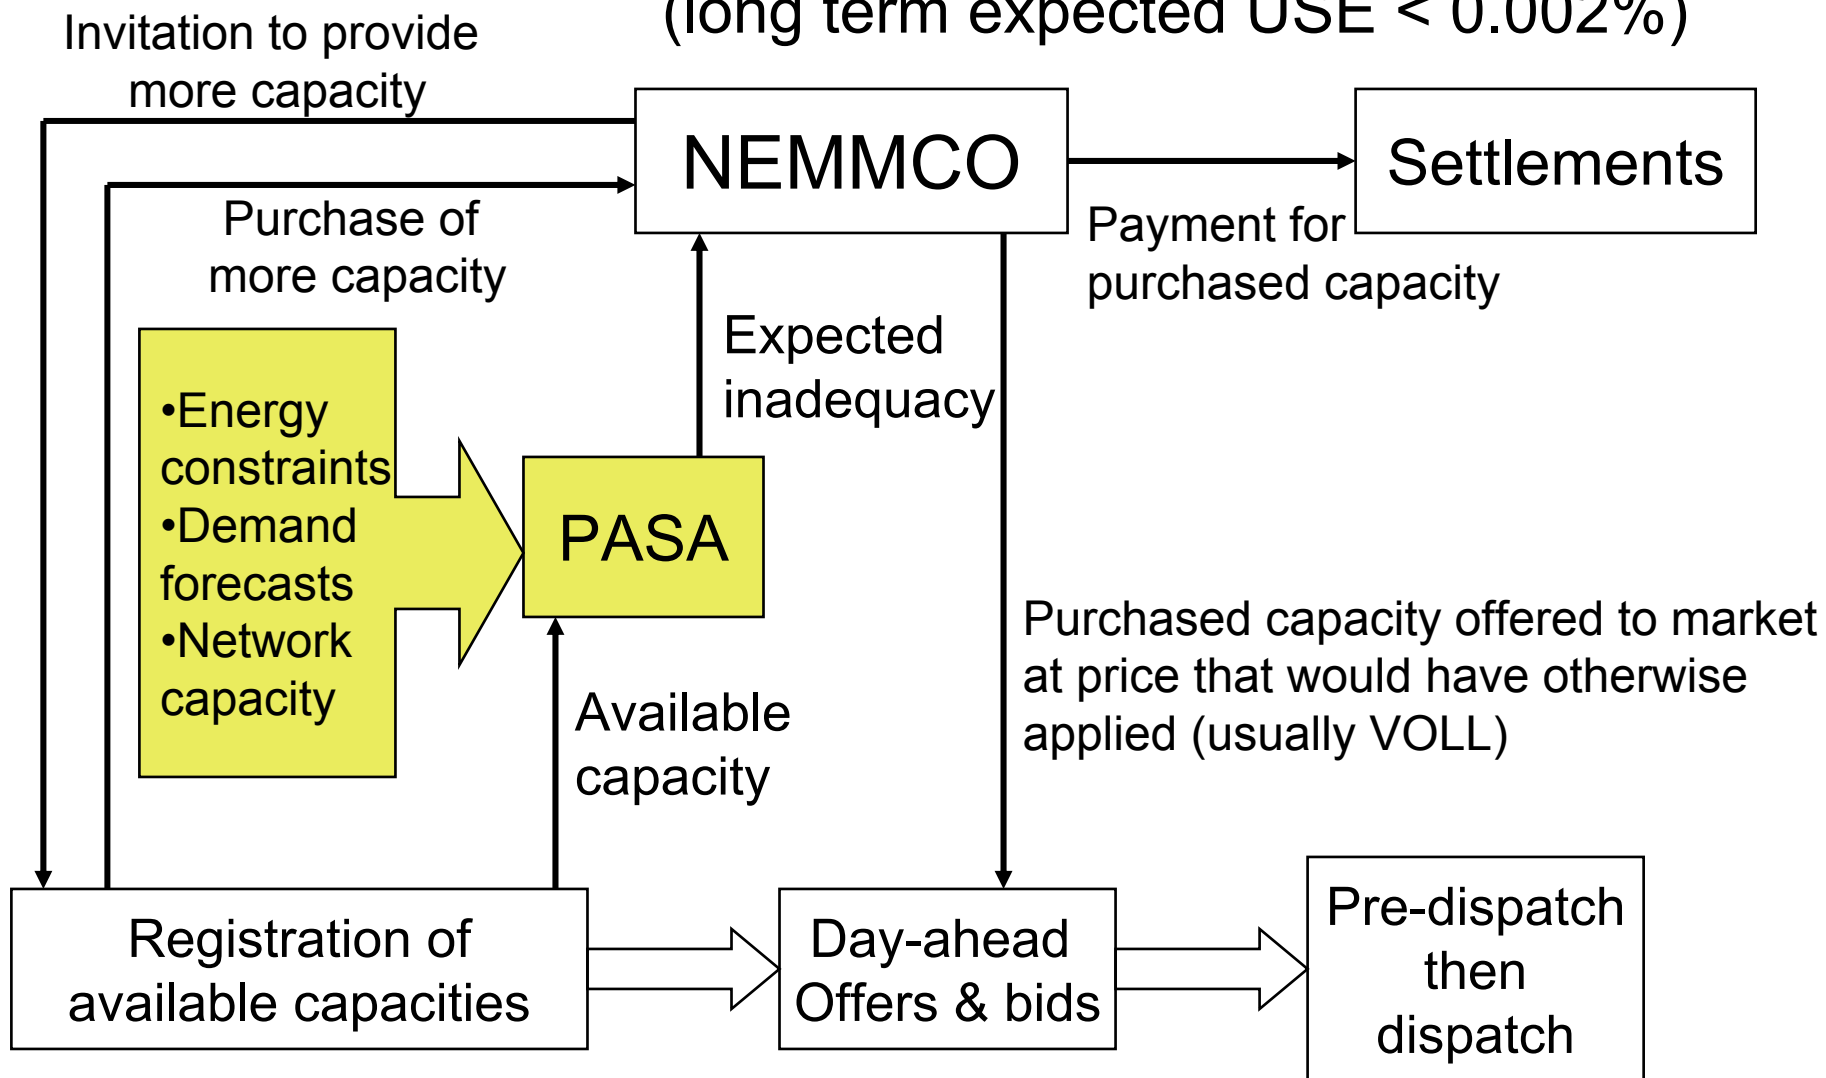 (long term expected USE < 0.002%)
Invitation to provide
more capacity
NEMMCO
Settlements
Purchase of
more capacity
Payment for
purchased capacity
Expected
inadequacy
•Energy
constraints
•Demand
forecasts
•Network
capacity
PASA
Available
capacity
Purchased capacity offered to market
at price that would have otherwise
applied (usually VOLL)
Registration of
available capacities
Day-ahead
Offers & bids
Pre-dispatch
then
dispatch